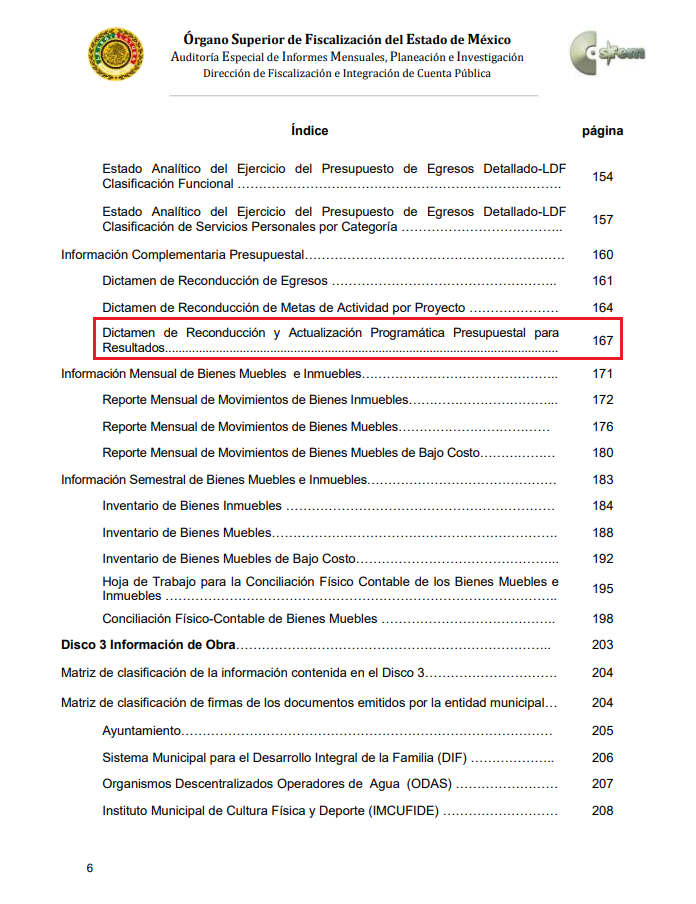 Órgano Superior de Fiscalización del Estado de México
Auditoría Especial de Informes Mensuales, Planeación e Investigación
Dirección de Fiscalización e Integración de Cuenta Pública
osfem
Índice página
Estado Analítico del Ejercicio del Presupuesto de Egresos Detallado-LDF
Clasificación Funcional …………………………………………………………………. 154
Estado Analítico del Ejercicio del Presupuesto de Egresos Detallado-LDF
Clasificación de Servicios Personales por Categoría ……………………………….. 157
Información Complementaria Presupuestal…………………………………………………… 160
Dictamen de Reconducción de Egresos …………………………………………….. 161
Dictamen de Reconducción de Metas de Actividad por Proyecto ………………… 164
Dictamen de Reconducción y Actualización Programática Presupuestal para
Resultados................................................................................................................ 167
Información Mensual de Bienes Muebles e Inmuebles……………………………………….. 171
Reporte Mensual de Movimientos de Bienes Inmuebles……………………………... 172
Reporte Mensual de Movimientos de Bienes Muebles……………………………… 176
Reporte Mensual de Movimientos de Bienes Muebles de Bajo Costo……………… 180
Información Semestral de Bienes Muebles e Inmuebles……………………………………… 183
Inventario de Bienes Inmuebles ……………………………………………………… 184
Inventario de Bienes Muebles…………………………………………………………. 188
Inventario de Bienes Muebles de Bajo Costo………………………………………... 192
Hoja de Trabajo para la Conciliación Físico Contable de los Bienes Muebles e
Inmuebles ……………………………………………………………………………….. 195
Conciliación Físico-Contable de Bienes Muebles ………………………………….. 198
Disco 3 Información de Obra……………………………………………………………….. 203
Matriz de clasificación de la información contenida en el Disco 3………………………… 204
Matriz de clasificación de firmas de los documentos emitidos por la entidad municipal… 204
Ayuntamiento…………………………………………………………………………… 205
Sistema Municipal para el Desarrollo Integral de la Familia (DIF) ……………….. 206
Organismos Descentralizados Operadores de Agua (ODAS) …………………… 207
Instituto Municipal de Cultura Física y Deporte (IMCUFIDE) ……………………… 208
6